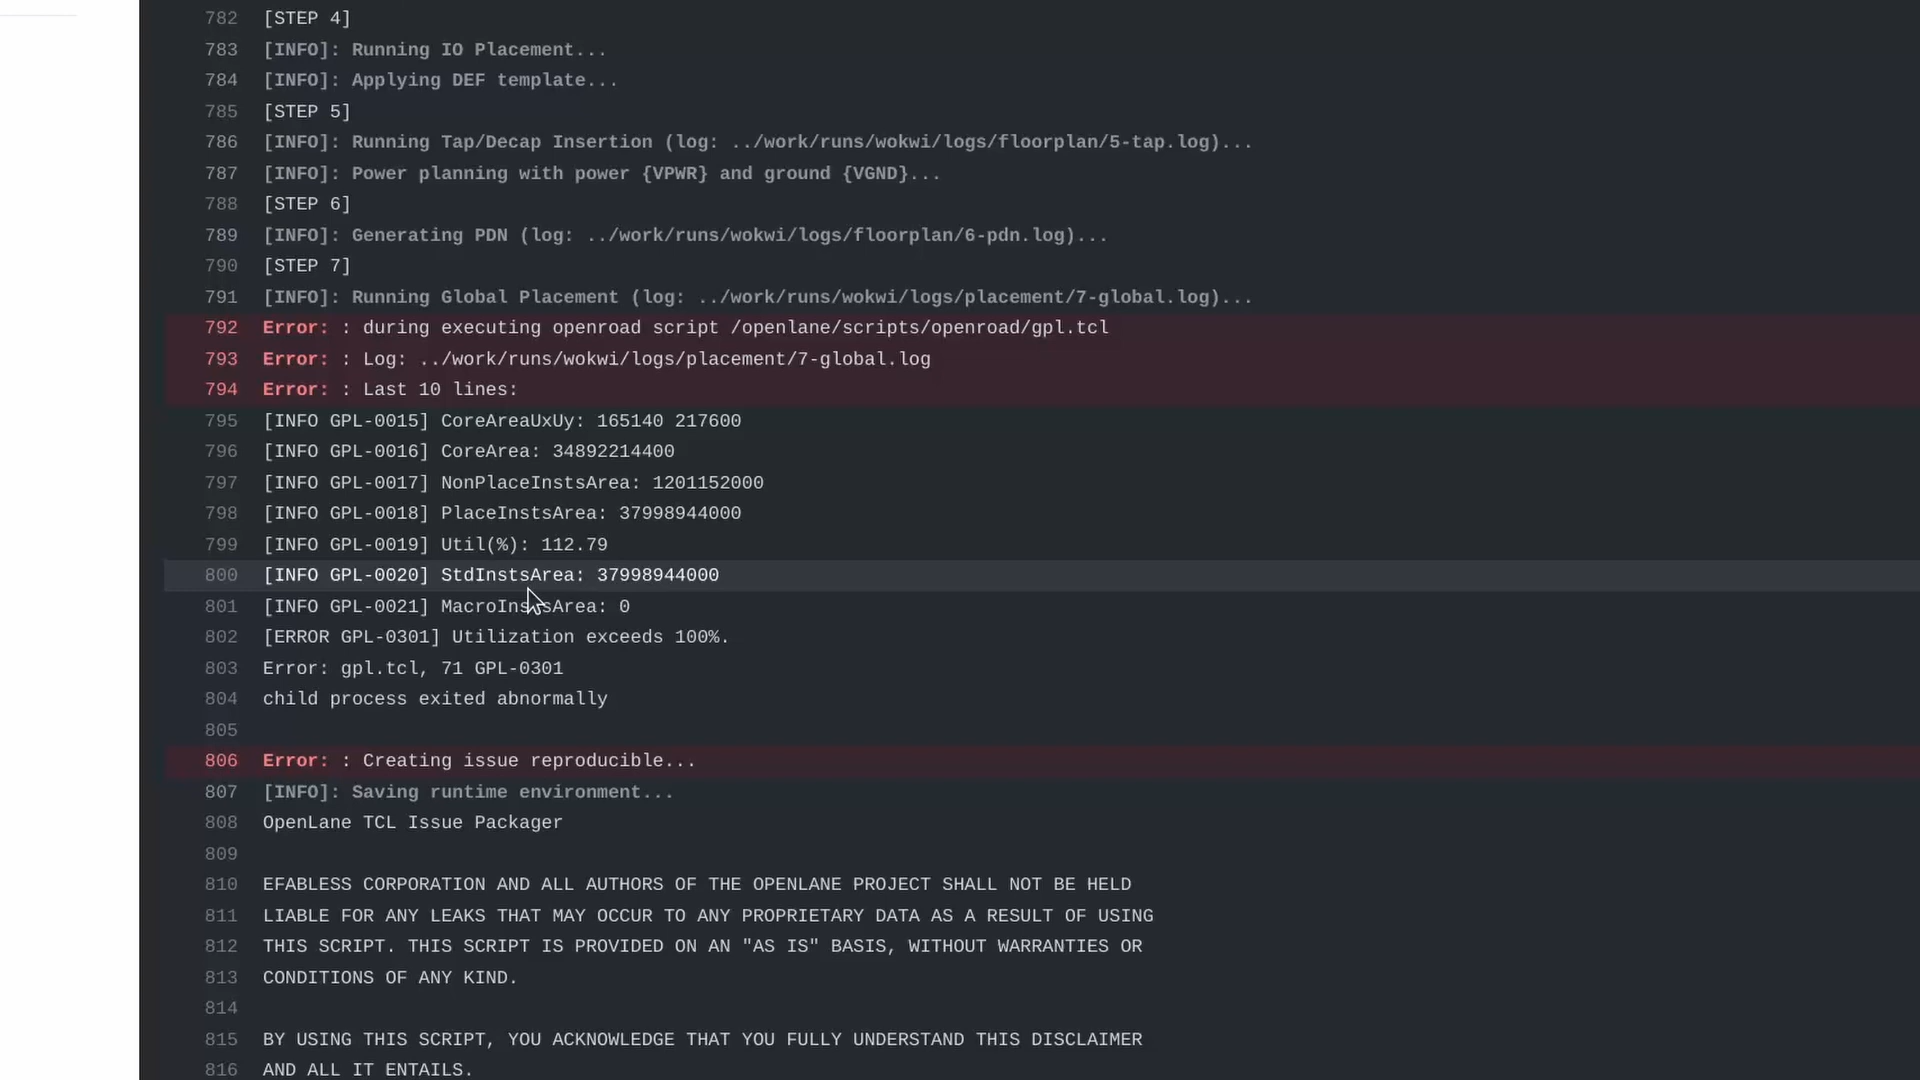 782 [STEP 4]
783 [INFO]: Running IO Placement...
784 [INFO]: Applying DEF template...
785 [STEP 5]
786 [INFO]: Running Tap/Decap Insertion (log: ../work/runs/wokwi/logs/floorplan/5-tap.log)...
787 [INFO]: Power planning with power {VPWR} and ground {VGND}...
788 [STEP 6]
789 [INFO]: Generating PDN (log: ../work/runs/wokwi/logs/floorplan/6-pdn.log)...
790 [STEP 7]
791 [INFO]: Running Global Placement (log: ../work/runs/wokwi/logs/placement/7-global.log)...
792 Error: : during executing openroad script /openlane/scripts/openroad/gpl.tcl
793 Error: : Log: ../work/runs/wokwi/logs/placement/7-global.log
794 Error: : Last 10 lines:
795 [INFO GPL-0015] CoreAreaUxUy: 165140 217600
796 [INFO GPL-0016] CoreArea: 34892214400
797 [INFO GPL-0017] NonPlaceInstsArea: 1201152000
798 [INFO GPL-0018] PlaceInstsArea: 37998944000
799 [INFO GPL-0019] Util(%): 112.79
800 [INFO GPL-0020] StdInstsArea: 37998944000
801 [INFO GPL-0021] MacroInstsArea: 0
802 [ERROR GPL-0301] Utilization exceeds 100%.
803 Error: gpl.tcl, 71 GPL-0301
804 child process exited abnormally
805
806 Error: : Creating issue reproducible...
807 [INFO]: Saving runtime environment...
808 OpenLane TCL Issue Packager
809
810 EFABLESS CORPORATION AND ALL AUTHORS OF THE OPENLANE PROJECT SHALL NOT BE HELD
811 LIABLE FOR ANY LEAKS THAT MAY OCCUR TO ANY PROPRIETARY DATA AS A RESULT OF USING
812 THIS SCRIPT. THIS SCRIPT IS PROVIDED ON AN "AS IS" BASIS, WITHOUT WARRANTIES OR
813 CONDITIONS OF ANY KIND.
814
815 BY USING THIS SCRIPT, YOU ACKNOWLEDGE THAT YOU FULLY UNDERSTAND THIS DISCLAIMER
816 AND ALL IT ENTAILS.